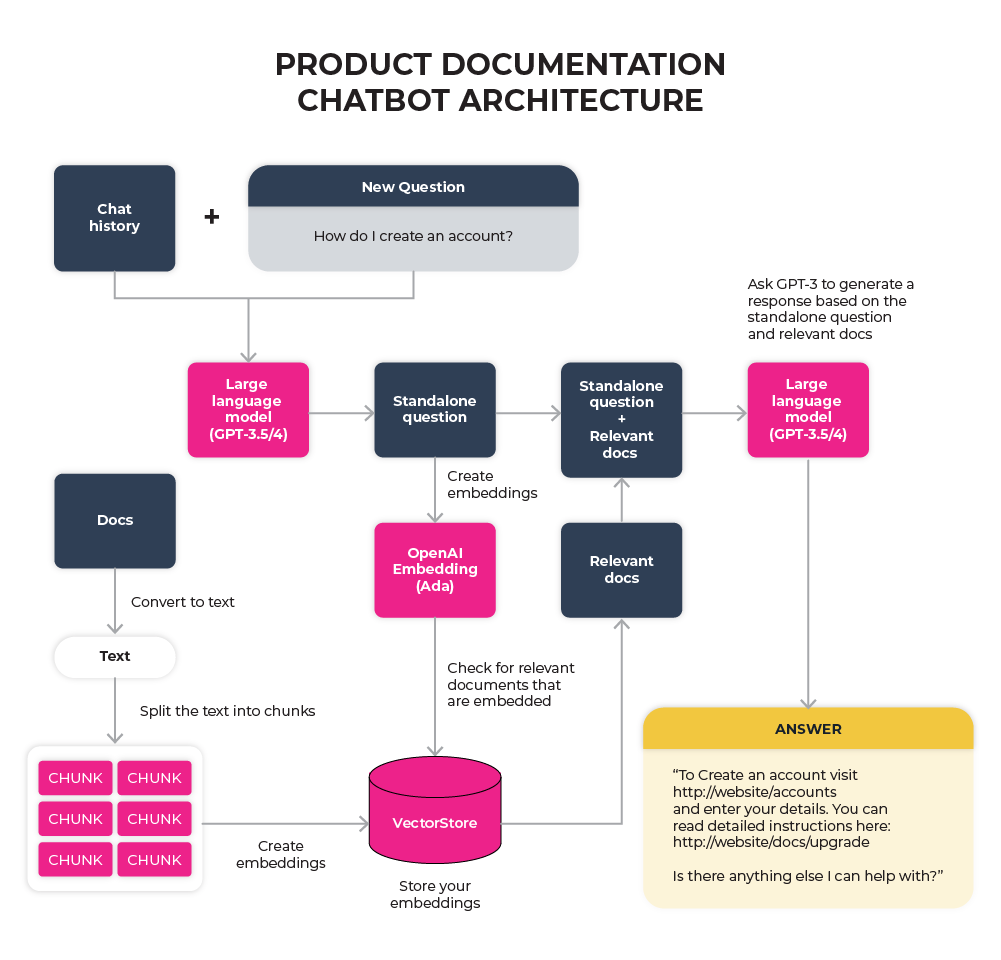 PRODUCT DOCUMENTATION
CHATBOT ARCHITECTURE
Chat
history
+
New Question
How do I create an account?
Ask GPT-3 to generate a
response based on the
standalone question
and relevant docs
Large
language
model
(GPT-3.5/4)
Standalone
question
Standalone
question
+
Relevant
docs
Large
language
model
(GPT-3.5/4)
Create
embeddings
Docs
OpenAI
Embedding
(Ada)
Relevant
docs
Convert to text
Text
Check for relevant
documents that
are embedded
Split the text into chunks
CHUNK CHUNK
CHUNK CHUNK
CHUNK CHUNK
Create
embeddings
VectorStore
Store your
embeddings
ANSWER
“To Create an account visit
http://website/accounts
and enter your details. You can
read detailed instructions here:
http://website/docs/upgrade
Is there anything else I can help with?”